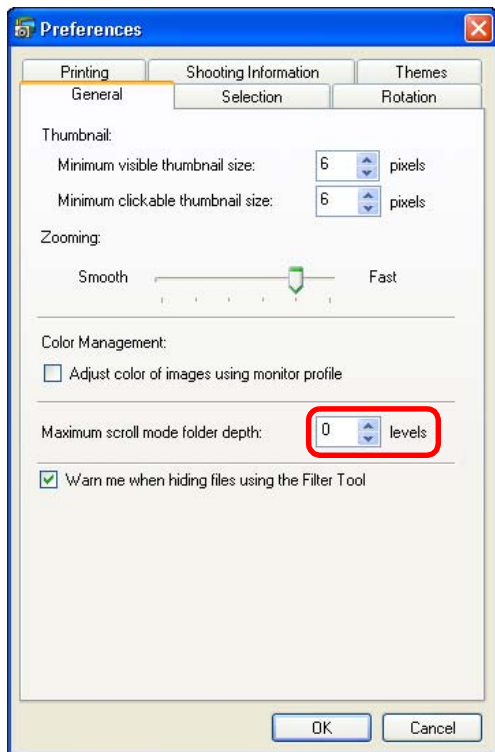 Preferences
Printing Shooting Information Themes
General Selection Rotation
Thumbnail:
Minimum visible thumbnail size: 6 pixels
Minimum clickable thumbnail size: 6 pixels
Zooming:
Smooth Fast
Color Management:
Adjust color of images using monitor profile
Maximum scroll mode folder depth: 0 levels
Warn me when hiding files using the Filter Tool
OK Cancel